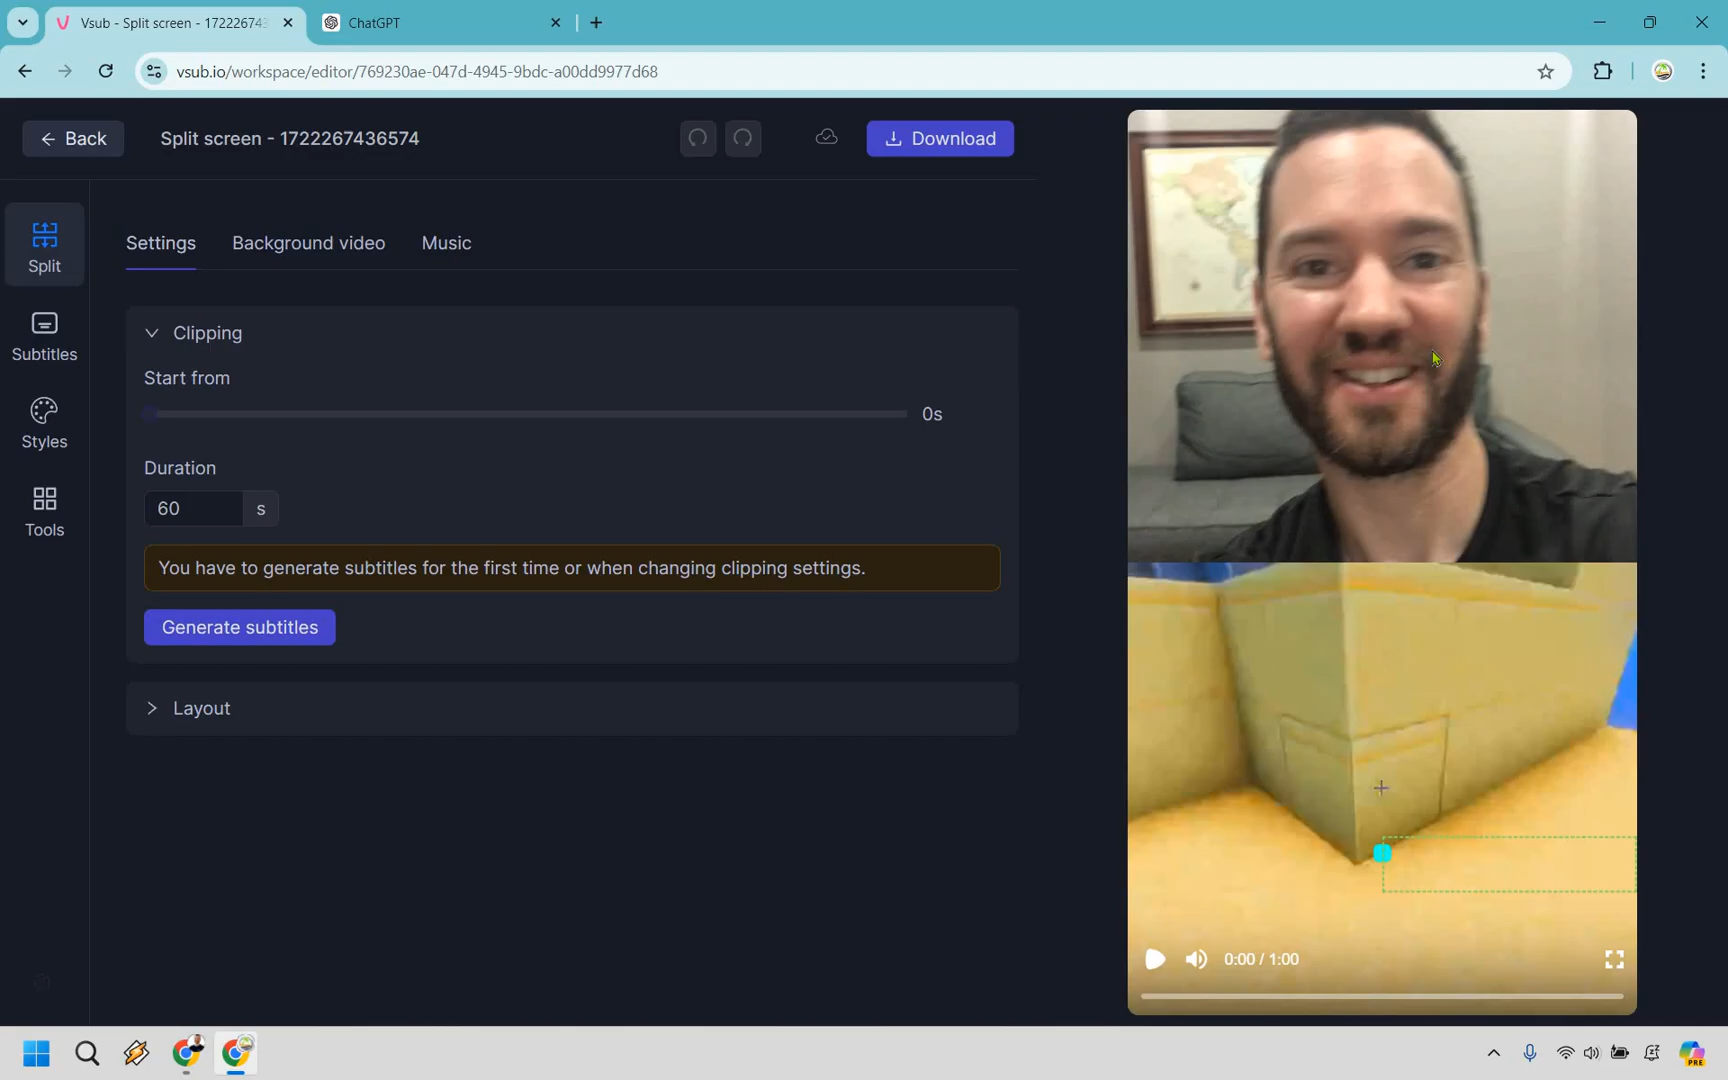 Vsub - Split screen - 17222674
ChatGPT
vsub.io/workspace/editor/769230ae-047d-4945-9bdc-a00dd9977d68
Back
Split screen - 1722267436574
Download
Split
Subtitles
Styles
Tools
Settings
Background video
Music
Clipping
Start from
0s
Duration
60
s
You have to generate subtitles for the first time or when changing clipping settings.
Generate subtitles
Layout
0:00 / 1:00
PRE